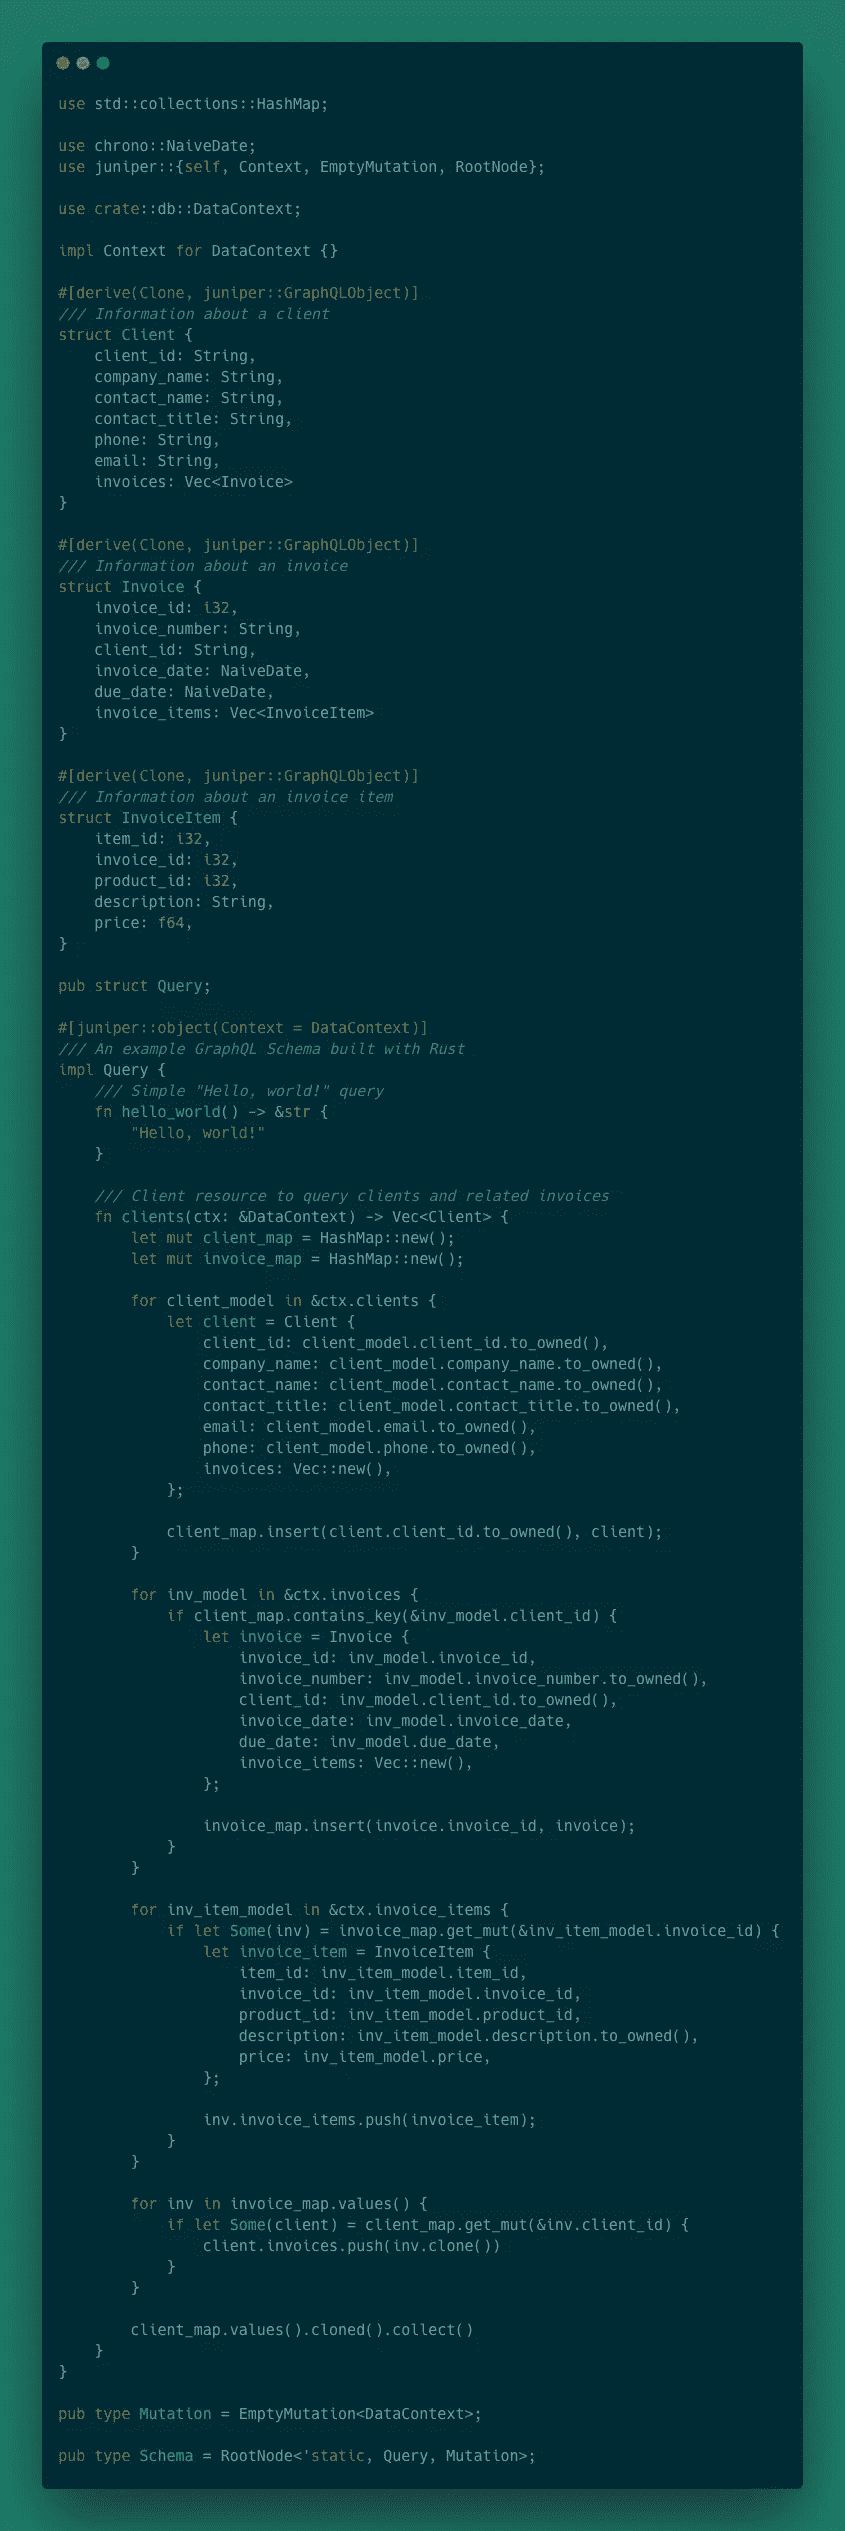 use std::collections::HashMap;

use chrono::NaiveDate;
use juniper::{self, Context, EmptyMutation, RootNode};

use crate::db::DataContext;

impl Context for DataContext {}

#[derive(Clone, juniper::GraphQLObject)]
/// Information about a client
struct Client {
    client_id: String,
    company_name: String,
    contact_name: String,
    contact_title: String,
    phone: String,
    email: String,
    invoices: Vec<Invoice>
}

#[derive(Clone, juniper::GraphQLObject)]
/// Information about an invoice
struct Invoice {
    invoice_id: i32,
    invoice_number: String,
    client_id: String,
    invoice_date: NaiveDate,
    due_date: NaiveDate,
    invoice_items: Vec<InvoiceItem>
}

#[derive(Clone, juniper::GraphQLObject)]
/// Information about an invoice item
struct InvoiceItem {
    item_id: i32,
    invoice_id: i32,
    product_id: i32,
    description: String,
    price: f64,
}

pub struct Query;

#[juniper::object(Context = DataContext)]
/// An example GraphQL Schema built with Rust
impl Query {
    /// Simple "Hello, world!" query
    fn hello_world() -> &str {
        "Hello, world!"
    }

    /// Client resource to query clients and related invoices
    fn clients(ctx: &DataContext) -> Vec<Client> {
        let mut client_map = HashMap::new();
        let mut invoice_map = HashMap::new();

        for client_model in &ctx.clients {
            let client = Client {
                client_id: client_model.client_id.to_owned(),
                company_name: client_model.company_name.to_owned(),
                contact_name: client_model.contact_name.to_owned(),
                contact_title: client_model.contact_title.to_owned(),
                email: client_model.email.to_owned(),
                phone: client_model.phone.to_owned(),
                invoices: Vec::new(),
            };

            client_map.insert(client.client_id.to_owned(), client);
        }

        for inv_model in &ctx.invoices {
            if client_map.contains_key(&inv_model.client_id) {
                let invoice = Invoice {
                    invoice_id: inv_model.invoice_id,
                    invoice_number: inv_model.invoice_number.to_owned(),
                    client_id: inv_model.client_id.to_owned(),
                    invoice_date: inv_model.invoice_date,
                    due_date: inv_model.due_date,
                    invoice_items: Vec::new(),
                };

                invoice_map.insert(invoice.invoice_id, invoice);
            }
        }

        for inv_item_model in &ctx.invoice_items {
            if let Some(inv) = invoice_map.get_mut(&inv_item_model.invoice_id) {
                let invoice_item = InvoiceItem {
                    item_id: inv_item_model.item_id,
                    invoice_id: inv_item_model.invoice_id,
                    product_id: inv_item_model.product_id,
                    description: inv_item_model.description.to_owned(),
                    price: inv_item_model.price,
                };

                inv.invoice_items.push(invoice_item);
            }
        }

        for inv in invoice_map.values() {
            if let Some(client) = client_map.get_mut(&inv.client_id) {
                client.invoices.push(inv.clone())
            }
        }

        client_map.values().cloned().collect()
    }
}

pub type Mutation = EmptyMutation<DataContext>;

pub type Schema = RootNode<'static, Query, Mutation>;